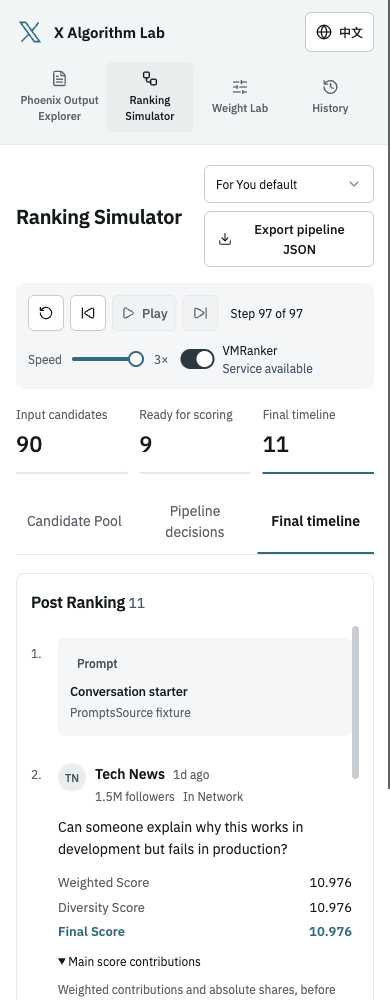 X Algorithm Lab
中文
Phoenix Output
Explorer
Ranking
Simulator
Weight Lab
History
Ranking Simulator
For You default
Export pipeline
JSON
Play
Step 97 of 97
Speed
3×
VMRanker
Service available
Input candidates
90
Ready for scoring
9
Final timeline
11
Candidate Pool
Pipeline
decisions
Final timeline
Post Ranking 11
1.
Prompt
Conversation starter
PromptsSource fixture
2.
TN
Tech News 1d ago
1.5M followers In Network
Can someone explain why this works in
development but fails in production?
Weighted Score 10.976
Diversity Score 10.976
Final Score 10.976
▼ Main score contributions
Weighted contributions and absolute shares, before